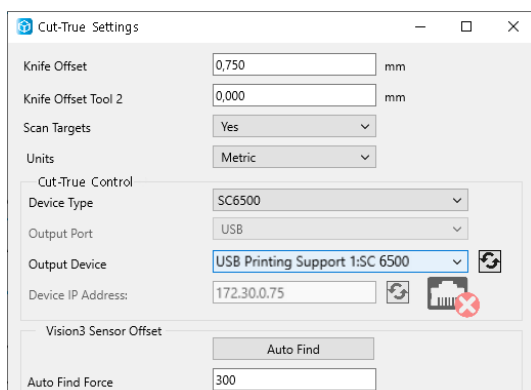 Cut-True Settings
Knife Offset 0,750 mm
Knife Offset Tool 2 0,000 mm
Scan Targets Yes
Units Metric
Cut-True Control
Device Type SC6500
Output Port USB
Output Device USB Printing Support 1:SC 6500
Device IP Address: 172.30.0.75
Vision3 Sensor Offset
Auto Find
Auto Find Force 300